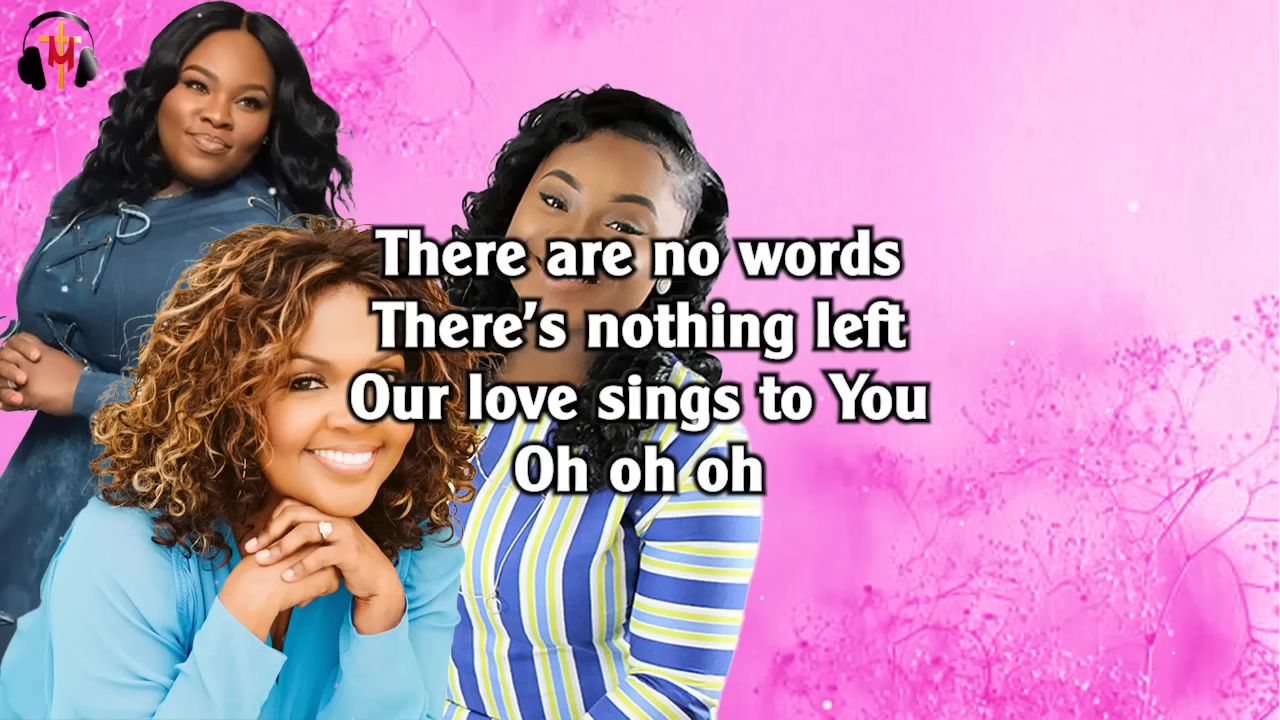 M
There are no words
There's nothing left
Our love sings to You
Oh oh oh